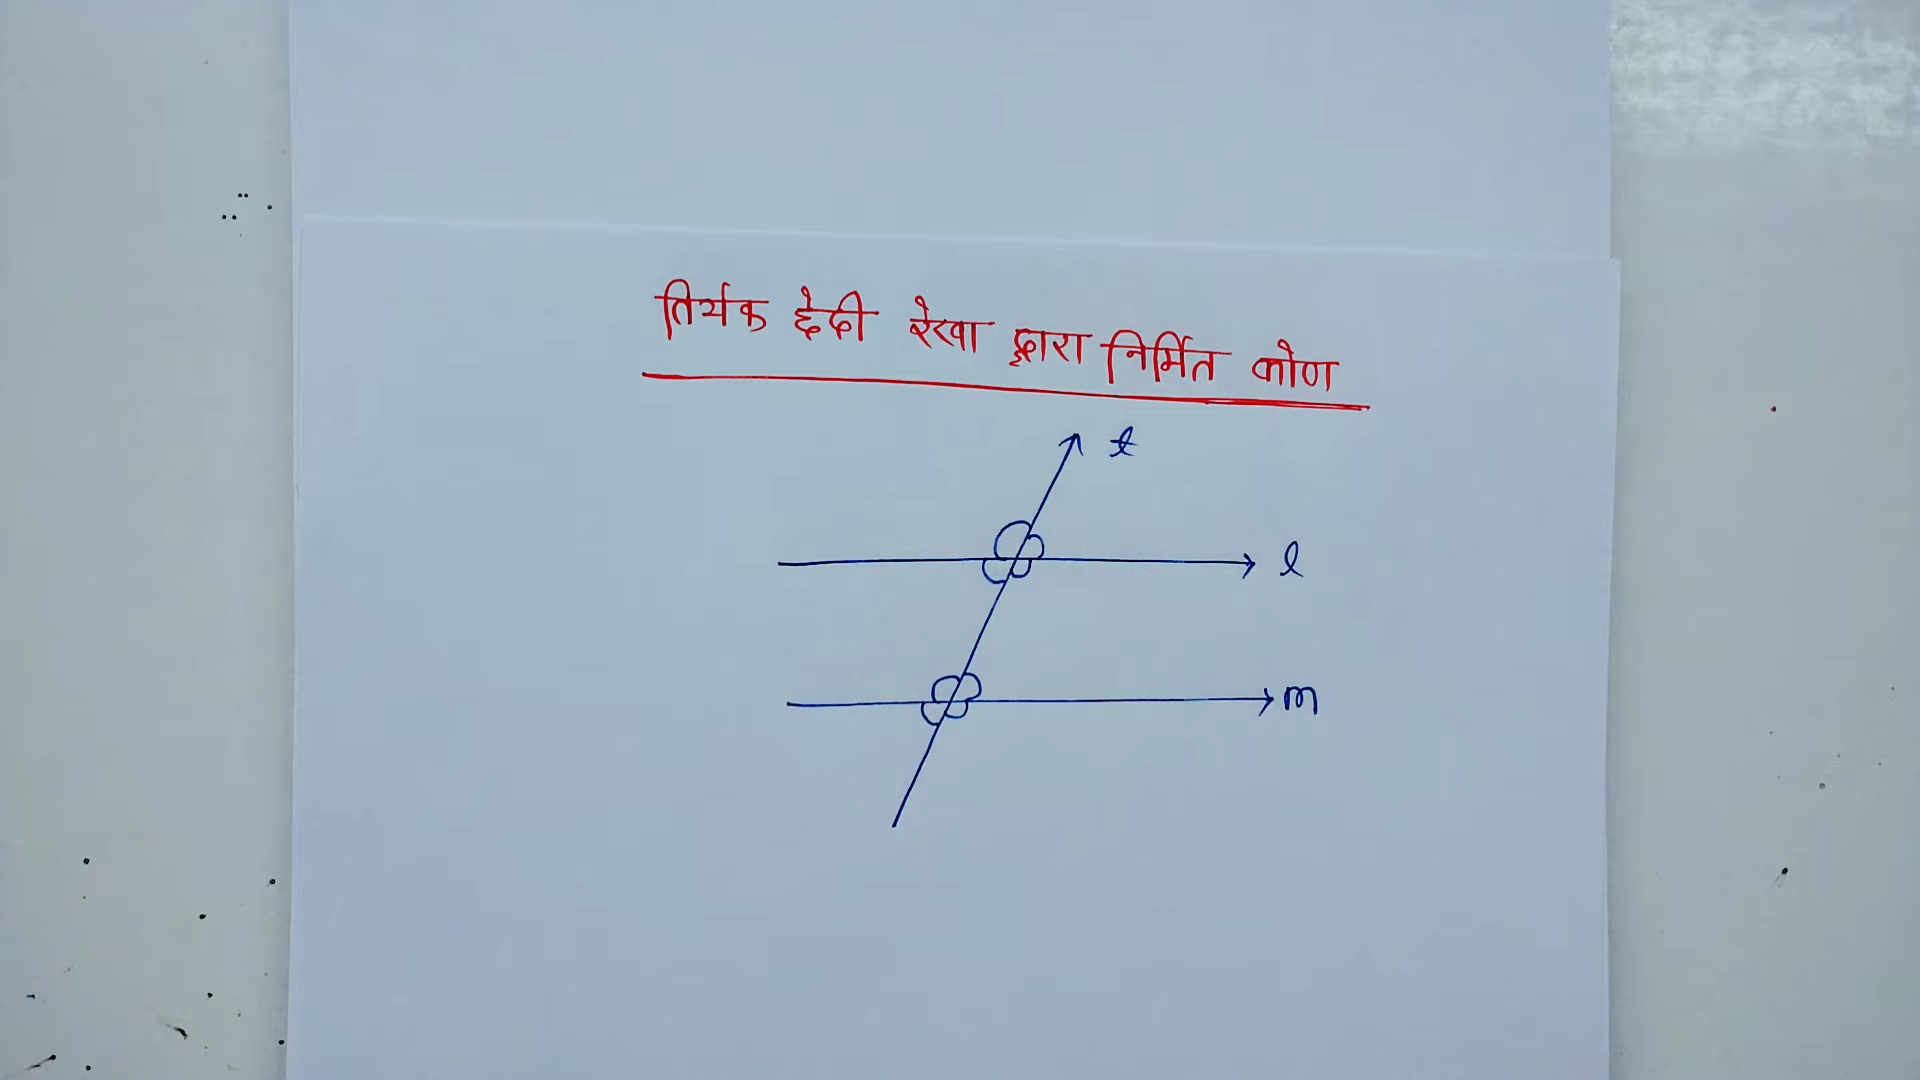 तिर्यक छेदी रेखा द्वारा निर्मित कोण
t
l
m